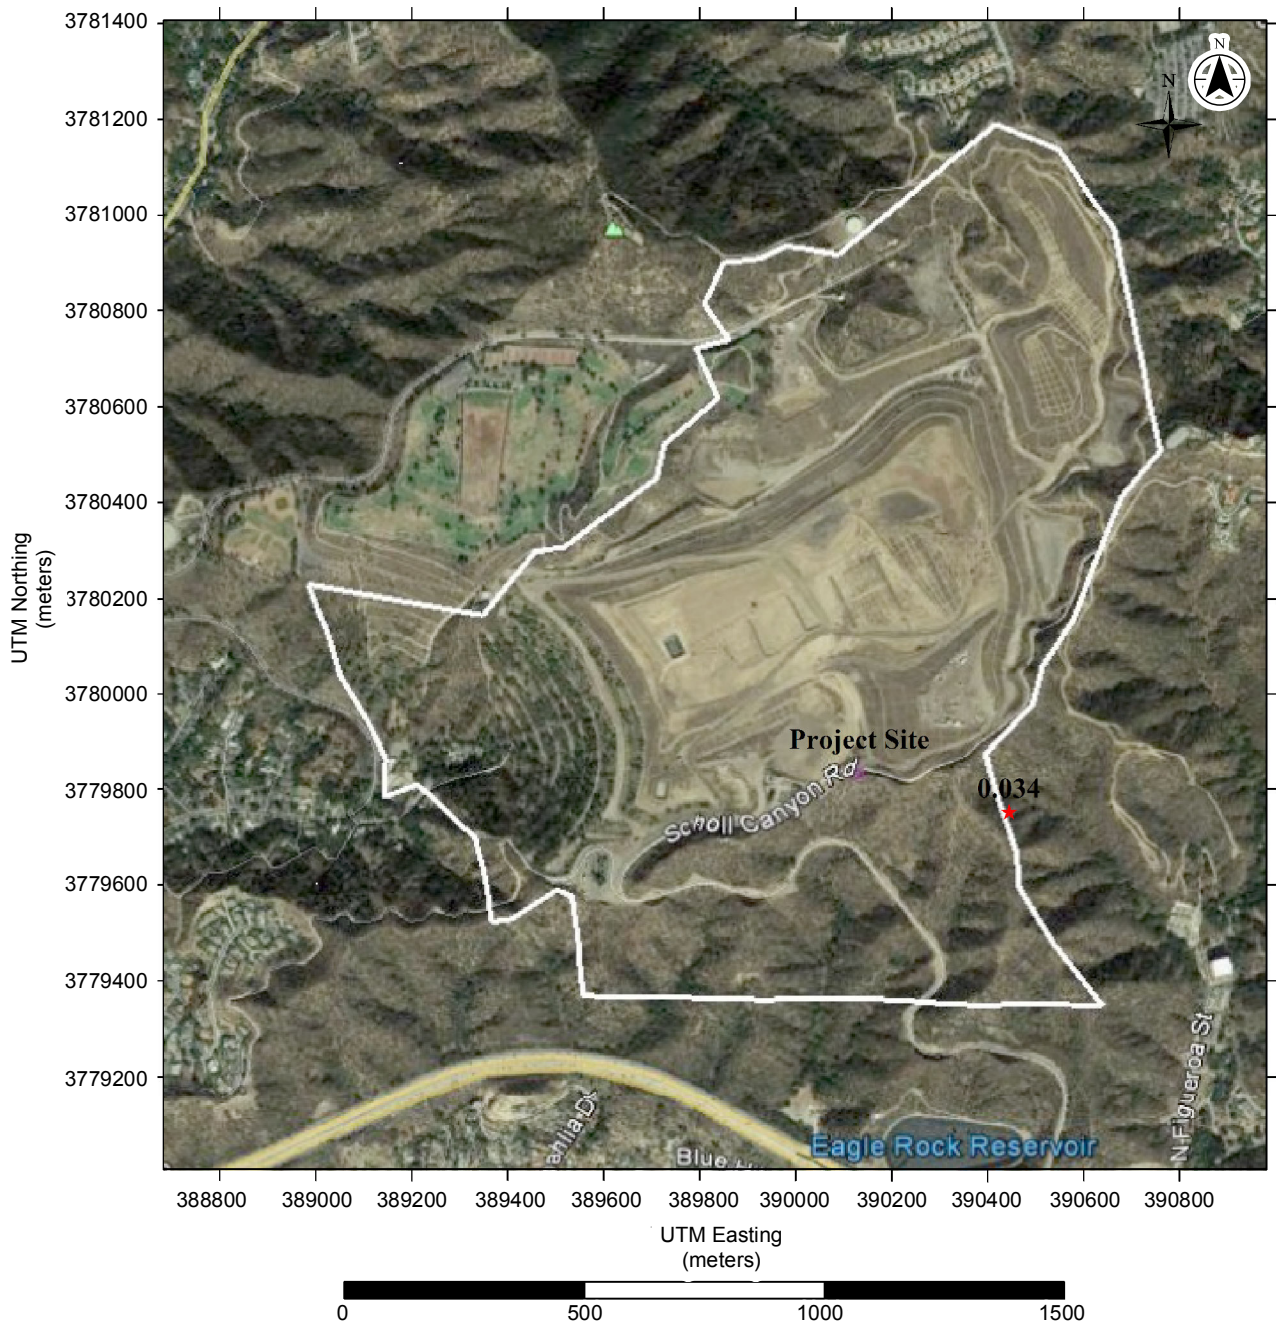 3781400
3781200
3781000
3780800
3780600
3780400
3780200
3780000
3779800
3779600
3779400
3779200
UTM Northing
(meters)
N
N
Project Site
0.034
Scholl Canyon Rd
Eagle Rock Reservoir
N Figueroa St
ahlia Dr
Blue H
388800 389000 389200 389400 389600 389800 390000 390200 390400 390600 390800
UTM Easting
(meters)
0 500 1000 1500